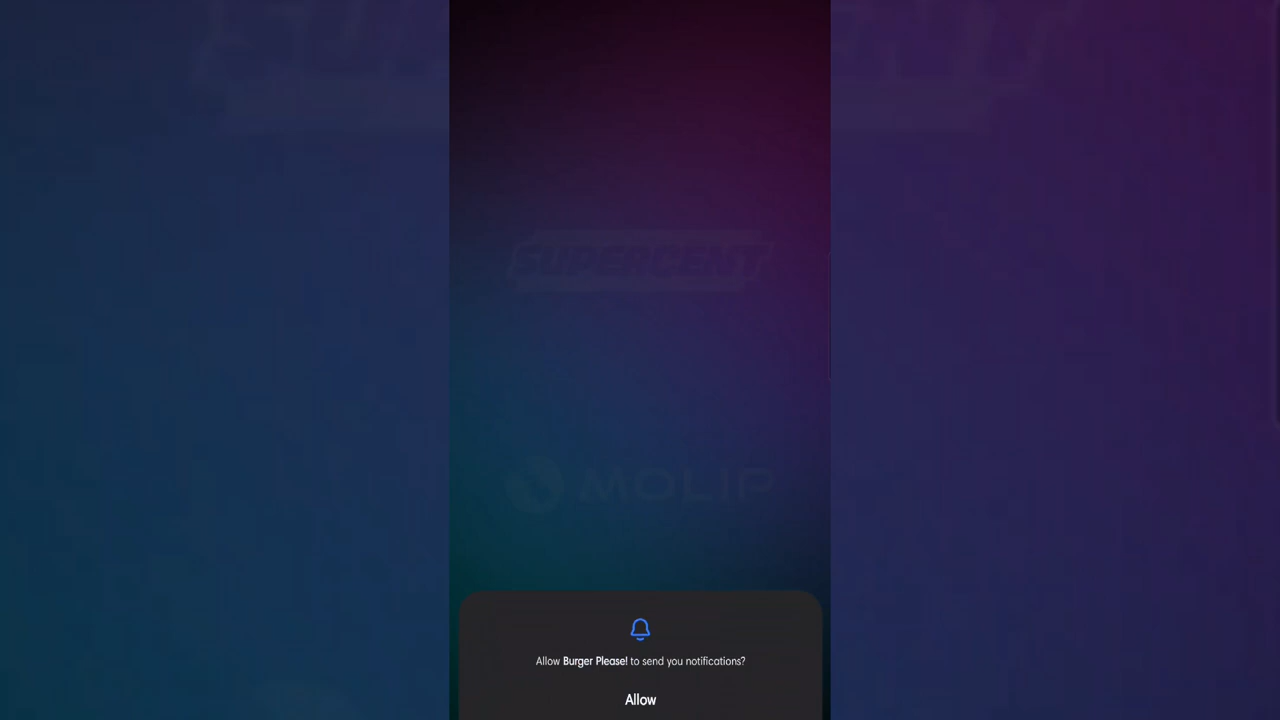 SUPERCENT
MOLIP
Allow Burger Please! to send you notifications?
Allow